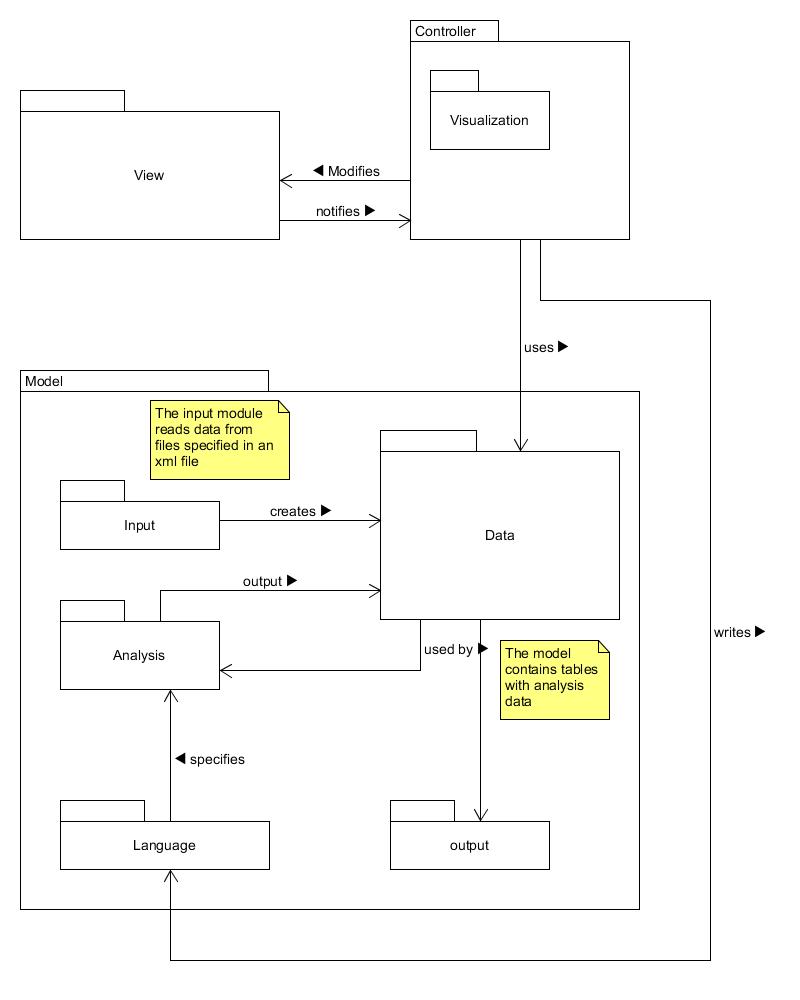 Controller
Visualization
View
◀ Modifies
notifies ▶
uses ▶
Model
The input module
reads data from
files specified in an
xml file
Input
creates ▶
Data
output ▶
Analysis
used by ▶
The model
contains tables
with analysis
data
writes ▶
◀ specifies
Language
output